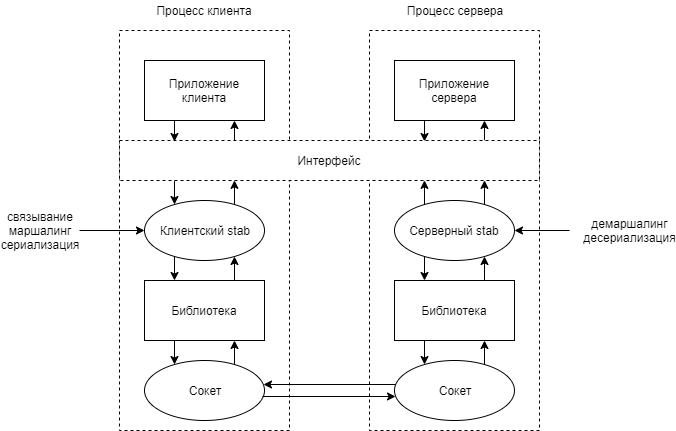 Процесс клиента
Процесс сервера
Приложение
клиента
Приложение
сервера
Интерфейс
связывание
маршалинг
сериализация
Клиентский stab
Серверный stab
демаршалинг
десериализация
Библиотека
Библиотека
Сокет
Сокет